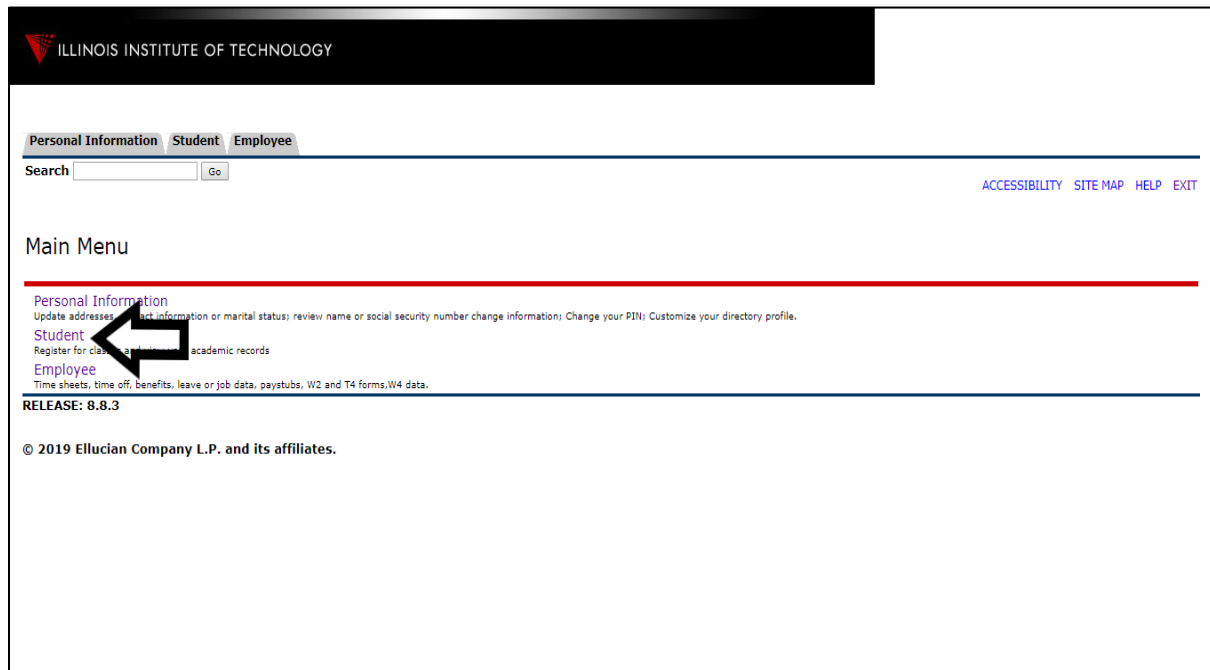 ILLINOIS INSTITUTE OF TECHNOLOGY
Personal Information Student Employee
Search Go
ACCESSIBILITY SITE MAP HELP EXIT
Main Menu
Personal Information
Update addresses, information or marital status; review name or social security number change information; Change your PIN; Customize your directory profile.
Student
Register for academic records
Employee
Time sheets, time off, benefits, leave or job data, paystubs, W2 and T4 forms,W4 data.
RELEASE: 8.8.3
© 2019 Ellucian Company L.P. and its affiliates.